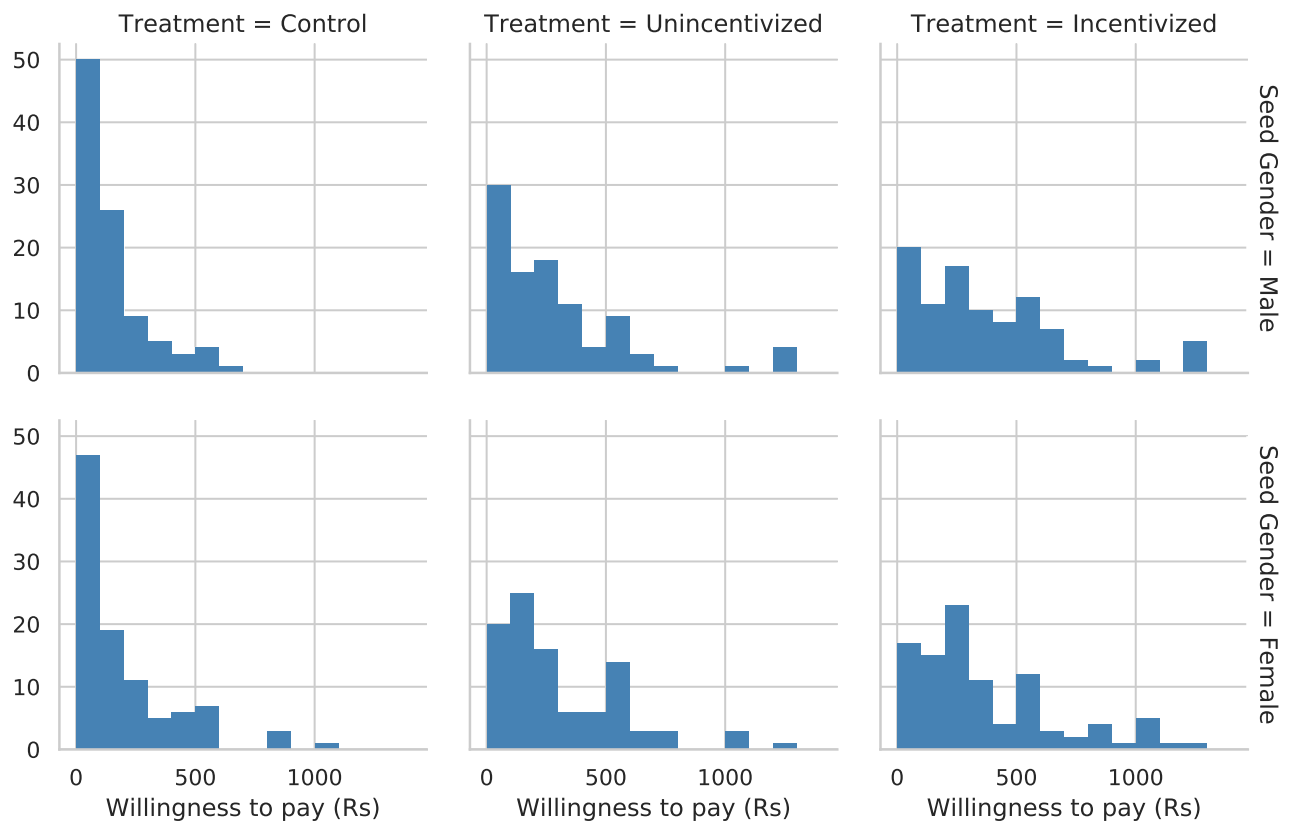 Treatment = Control
Treatment = Unincentivized
Treatment = Incentivized
50
40
30
20
10
0
Seed Gender = Male
50
40
30
20
10
0
Seed Gender = Female
0 500 1000
0 500 1000
0 500 1000
Willingness to pay (Rs)
Willingness to pay (Rs)
Willingness to pay (Rs)